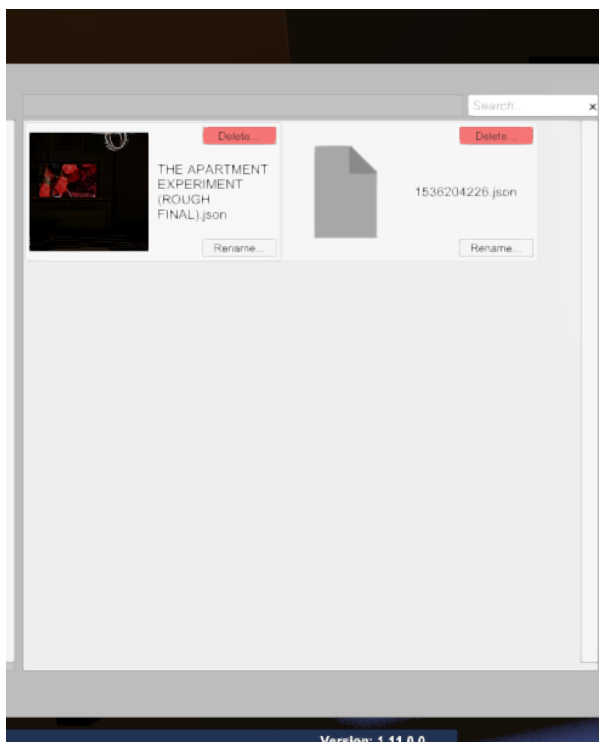 Search...
x
Delete...
THE APARTMENT
EXPERIMENT
(ROUGH
FINAL).json
Rename...
Delete...
1536204226.json
Rename...
Version: 1.11.0.0